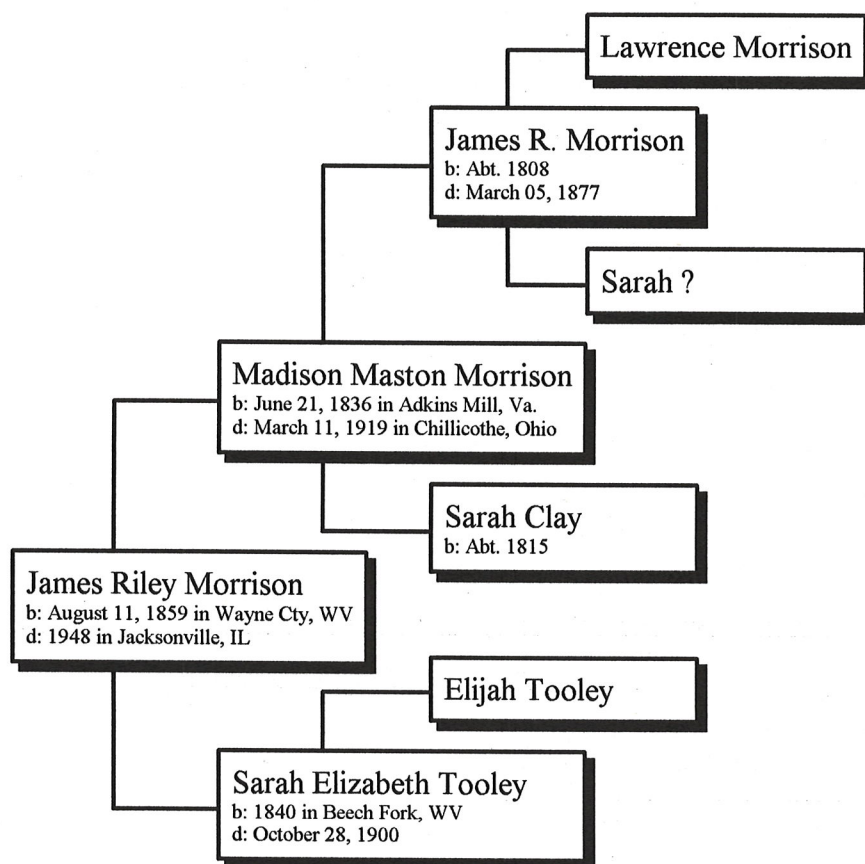 Lawrence Morrison
James R. Morrison
b: Abt. 1808
d: March 05, 1877
Sarah ?
Madison Maston Morrison
b: June 21, 1836 in Adkins Mill, Va.
d: March 11, 1919 in Chillicothe, Ohio
Sarah Clay
b: Abt. 1815
James Riley Morrison
b: August 11, 1859 in Wayne Cty, WV
d: 1948 in Jacksonville, IL
Elijah Tooley
Sarah Elizabeth Tooley
b: 1840 in Beech Fork, WV
d: October 28, 1900